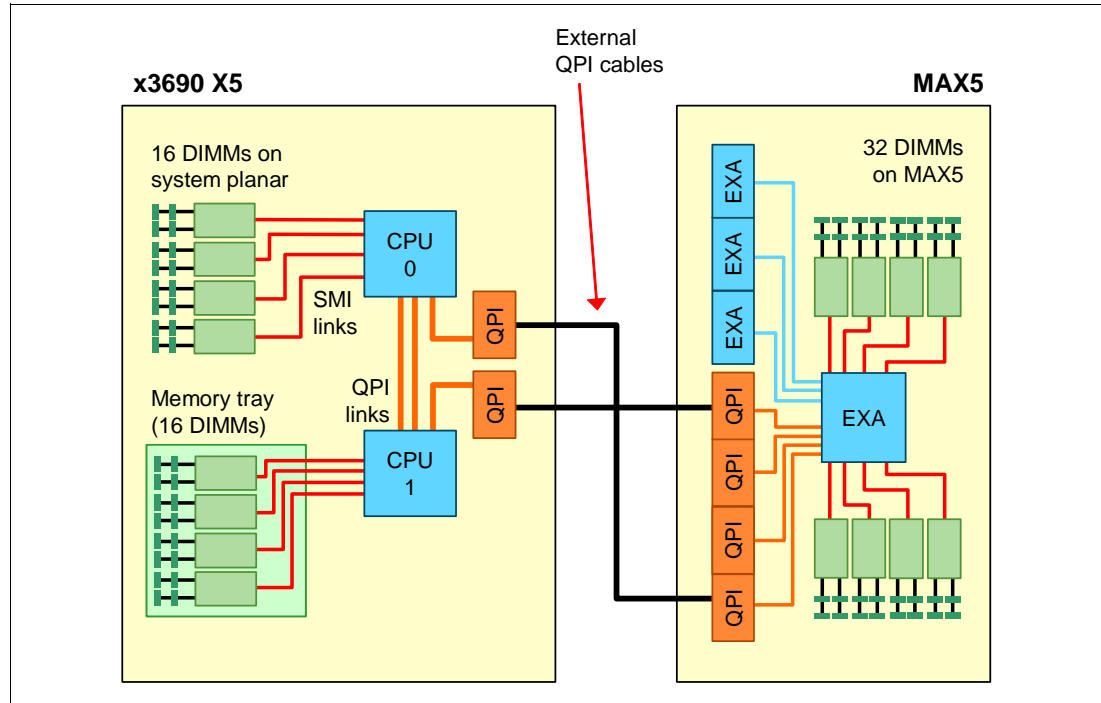 External
QPI cables
x3690 X5
MAX5
16 DIMMs on
system planar
CPU
0
SMI
links
QPI
QPI
QPI
links
Memory tray
(16 DIMMs)
CPU
1
EXA
EXA
EXA
32 DIMMs
on MAX5
QPI
QPI
QPI
QPI
EXA